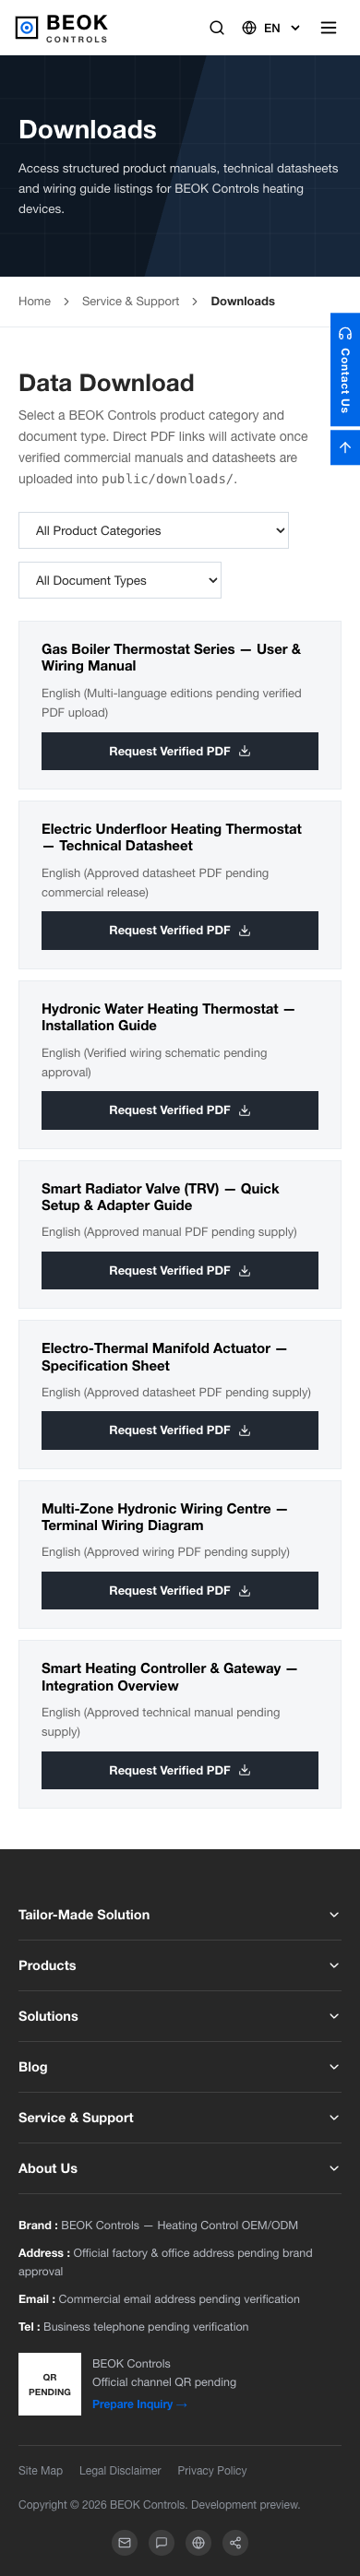 BEOK
CONTROLS
EN
Downloads
Access structured product manuals, technical datasheets
and wiring guide listings for BEOK Controls heating
devices.
Home > Service & Support > Downloads
Contact Us
Data Download
Select a BEOK Controls product category and
document type. Direct PDF links will activate once
verified commercial manuals and datasheets are
uploaded into public/downloads/.
All Product Categories
All Document Types
Gas Boiler Thermostat Series — User &
Wiring Manual
English (Multi-language editions pending verified
PDF upload)
Request Verified PDF
Electric Underfloor Heating Thermostat
— Technical Datasheet
English (Approved datasheet PDF pending
commercial release)
Request Verified PDF
Hydronic Water Heating Thermostat —
Installation Guide
English (Verified wiring schematic pending
approval)
Request Verified PDF
Smart Radiator Valve (TRV) — Quick
Setup & Adapter Guide
English (Approved manual PDF pending supply)
Request Verified PDF
Electro-Thermal Manifold Actuator —
Specification Sheet
English (Approved datasheet PDF pending supply)
Request Verified PDF
Multi-Zone Hydronic Wiring Centre —
Terminal Wiring Diagram
English (Approved wiring PDF pending supply)
Request Verified PDF
Smart Heating Controller & Gateway —
Integration Overview
English (Approved technical manual pending
supply)
Request Verified PDF
Tailor-Made Solution
Products
Solutions
Blog
Service & Support
About Us
Brand : BEOK Controls — Heating Control OEM/ODM
Address : Official factory & office address pending brand
approval
Email : Commercial email address pending verification
Tel : Business telephone pending verification
QR
PENDING
BEOK Controls
Official channel QR pending
Prepare Inquiry →
Site Map Legal Disclaimer Privacy Policy
Copyright © 2026 BEOK Controls. Development preview.